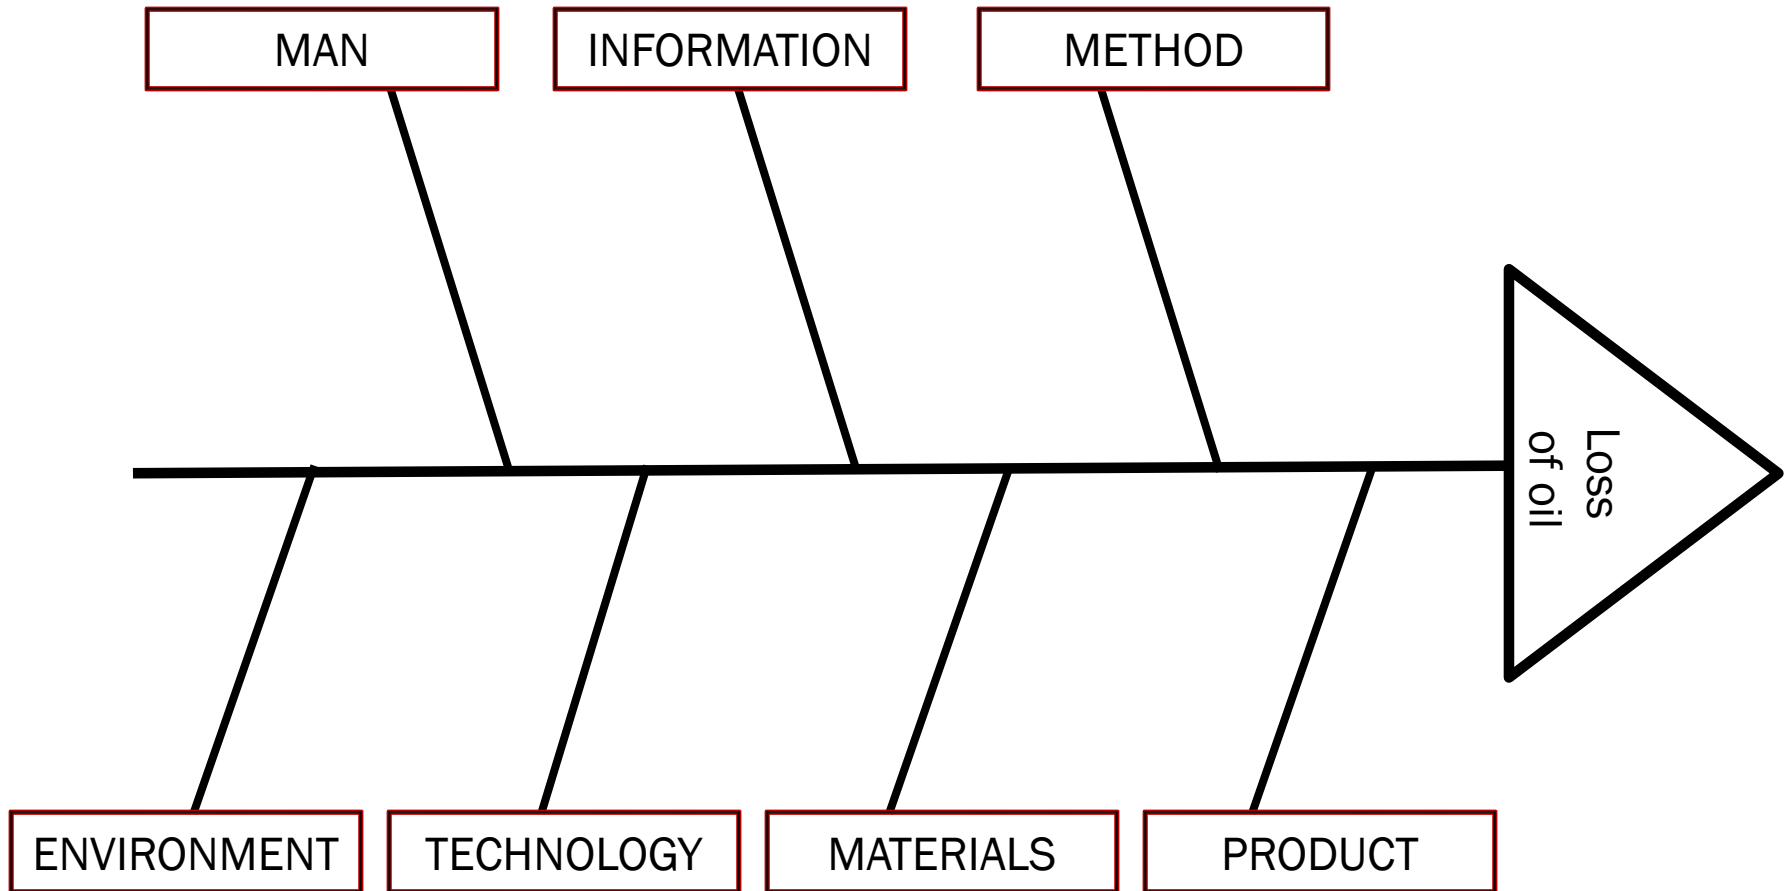 MAN
INFORMATION
METHOD
Loss
of oil
ENVIRONMENT
TECHNOLOGY
MATERIALS
PRODUCT